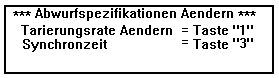 *** Abwurfspezifikationen Aendern ***
Tarierungsrate Aendern = Taste "1"
Synchronzeit = Taste "3"